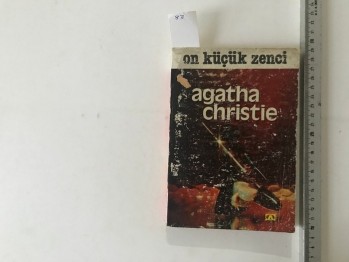 on küçük zenci
agatha
christie